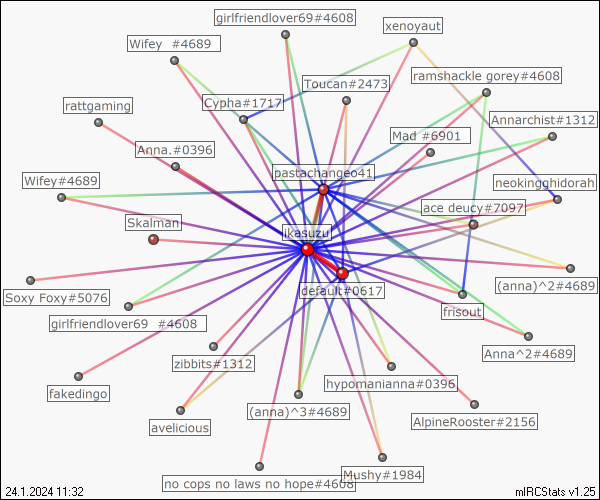 girlfriendlover69#4608
xenoyaut
Wifey  #4689
ramshackle gorey#4608
Toucan#2473
rattgaming
Cypha#1717
Annarchist#1312
Mad #6901
Anna.#0396
pastachangeo41
Wifey#4689
neokingghidorah
ace deucy#7097
Skalman
ikasuzu
(anna)^2#4689
default#0617
Soxy Foxy#5076
frisout
girlfriendlover69  #4608
Anna^2#4689
zibbits#1312
hypomanianna#0396
fakedingo
(anna)^3#4689
AlpineRooster#2156
avelicious
Mushy#1984
no cops no laws no hope#4608
24.1.2024 11:32
mIRCStats v1.25